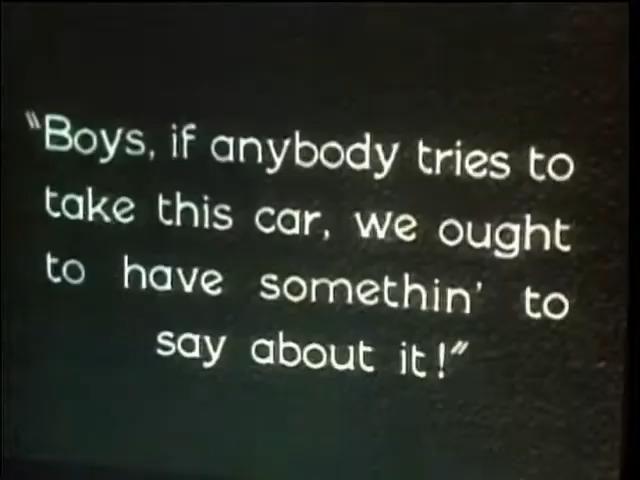 "Boys, if anybody tries to
take this car, we ought
to have somethin' to
say about it!"